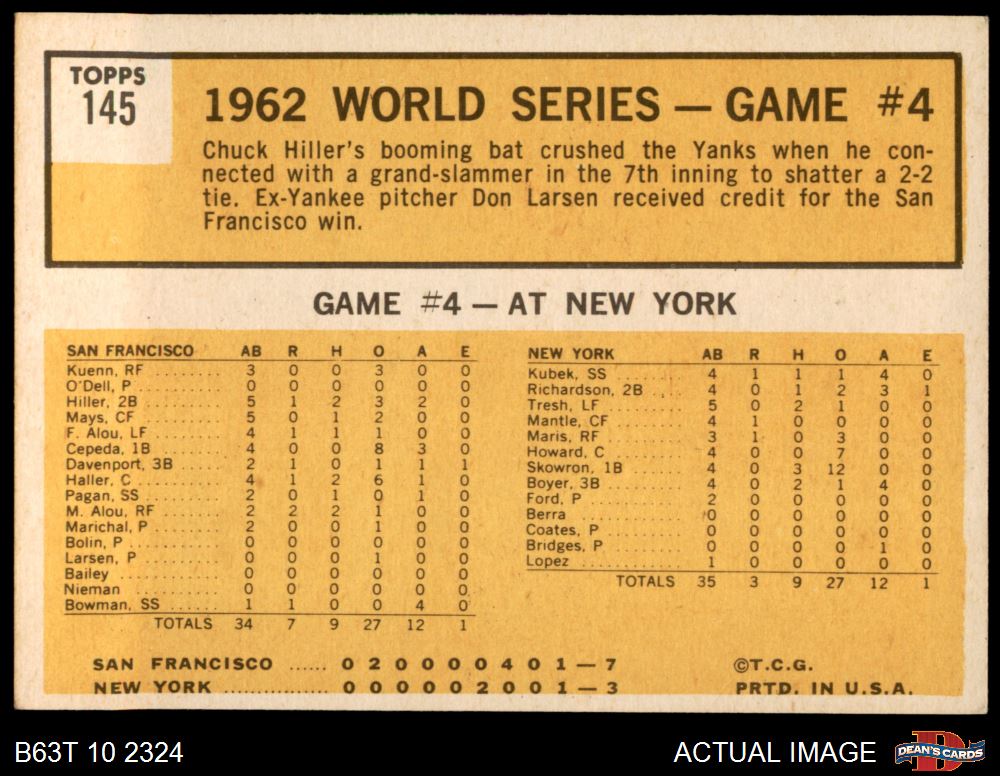 TOPPS
145
1962 WORLD SERIES — GAME #4
Chuck Hiller's booming bat crushed the Yanks when he con-
nected with a grand-slammer in the 7th inning to shatter a 2-2
tie. Ex-Yankee pitcher Don Larsen received credit for the San
Francisco win.
GAME #4 — AT NEW YORK
SAN FRANCISCO AB R H O A E
Kuenn, RF ........ 3 0 0 3 0 0
O'Dell, P ........ 0 0 0 0 0 0
Hiller, 2B ........ 5 1 2 3 2 0
Mays, CF ........ 5 0 1 2 0 0
F. Alou, LF ........ 4 1 1 1 0 0
Cepeda, 1B ........ 4 0 0 8 3 0
Davenport, 3B ...... 2 1 0 1 1 1
Haller, C ........ 4 1 2 6 1 0
Pagan, SS ........ 2 0 1 0 1 0
M. Alou, RF ........ 2 2 2 1 0 0
Marichal, P ........ 2 0 0 1 0 0
Bolin, P ........ 0 0 0 0 0 0
Larsen, P ........ 0 0 0 1 0 0
Bailey ........ 0 0 0 0 0 0
Nieman ........ 0 0 0 0 0 0
Bowman, SS ...... 1 1 0 0 4 0
TOTALS 34 7 9 27 12 1
NEW YORK AB R H O A E
Kubek, SS ........ 4 1 1 1 4 0
Richardson, 2B ..... 4 0 1 2 3 1
Tresh, LF ........ 5 0 2 1 0 0
Mantle, CF ........ 4 1 0 0 0 0
Maris, RF ........ 3 1 0 3 0 0
Howard, C ........ 4 0 0 7 0 0
Skowron, 1B ........ 4 0 3 12 0 0
Boyer, 3B ........ 4 0 2 1 4 0
Ford, P ........ 2 0 0 0 0 0
Berra ........ 0 0 0 0 0 0
Coates, P ........ 0 0 0 0 0 0
Bridges, P ........ 0 0 0 0 1 0
Lopez ........ 1 0 0 0 0 0
TOTALS 35 3 9 27 12 1
SAN FRANCISCO ...... 0 2 0 0 0 0 4 0 1 — 7
NEW YORK .............. 0 0 0 0 0 2 0 0 1 — 3
©T.C.G.
PRTD. IN U.S.A.
B63T 10 2324
ACTUAL IMAGE
D
DEAN'S CARDS